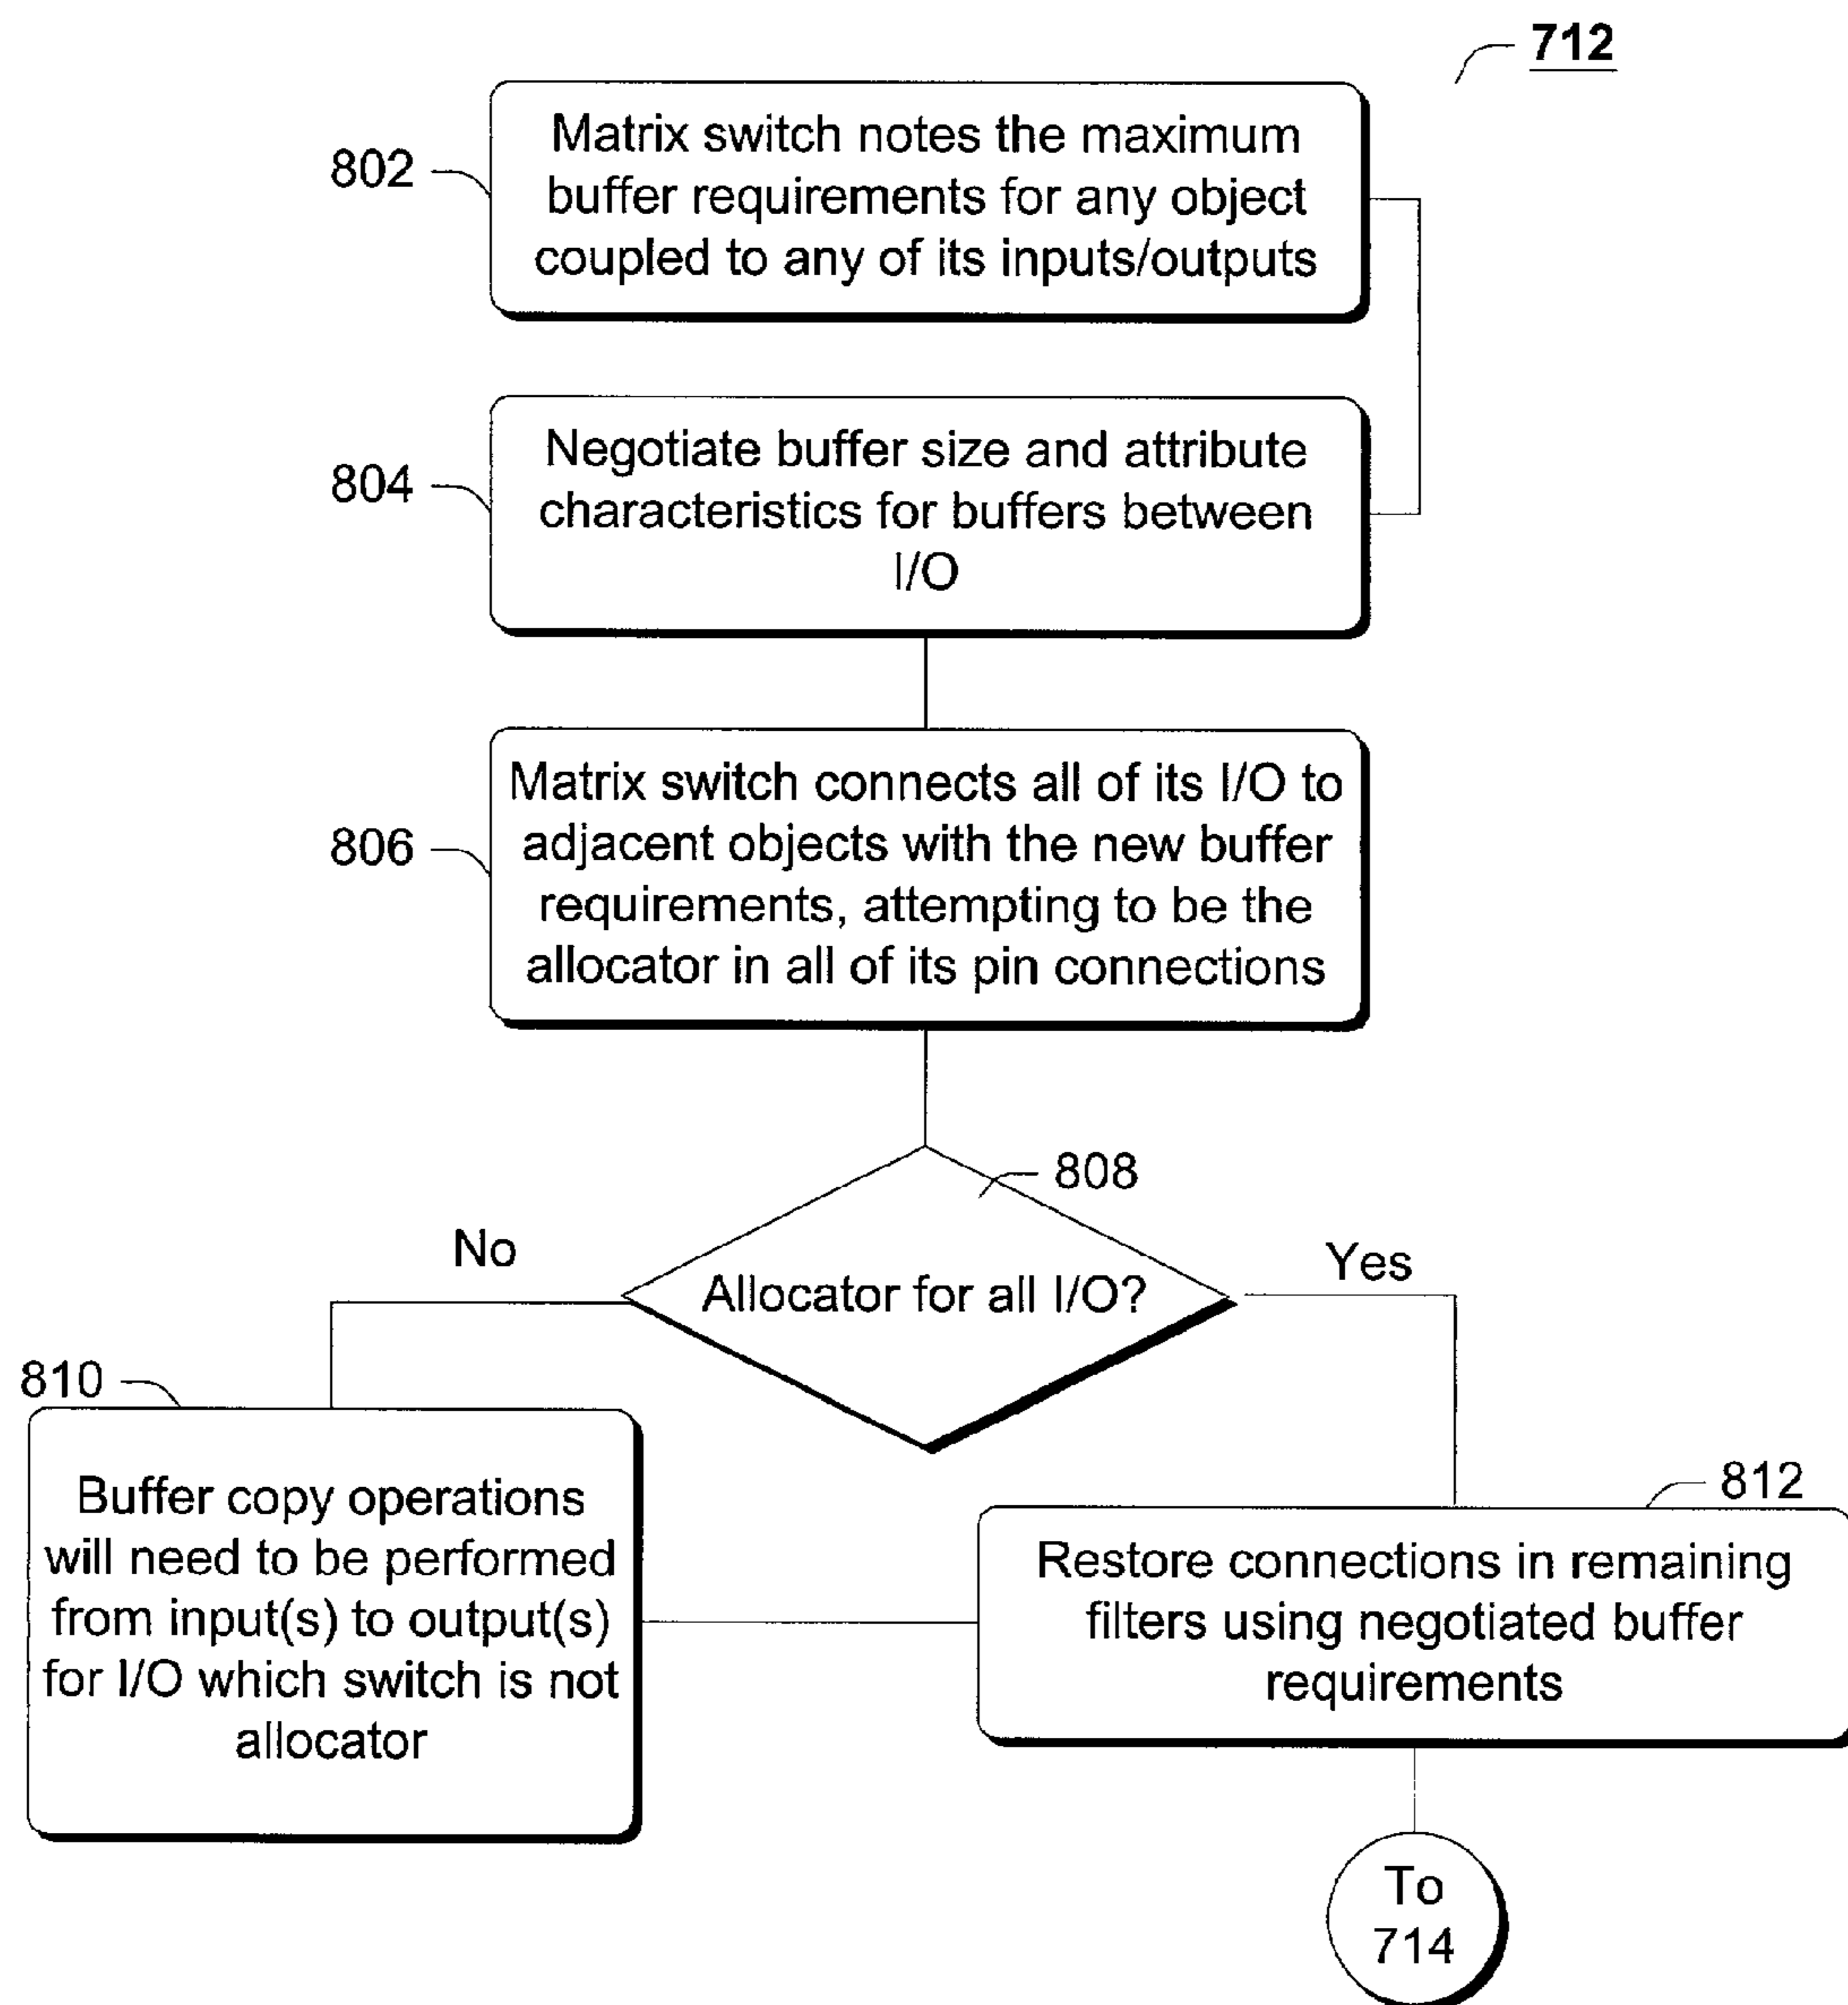 712
802
Matrix switch notes the maximum
buffer requirements for any object
coupled to any of its inputs/outputs
804
Negotiate buffer size and attribute
characteristics for buffers between
I/O
806
Matrix switch connects all of its I/O to
adjacent objects with the new buffer
requirements, attempting to be the
allocator in all of its pin connections
808
No
Allocator for all I/O?
Yes
810
Buffer copy operations
will need to be performed
from input(s) to output(s)
for I/O which switch is not
allocator
812
Restore connections in remaining
filters using negotiated buffer
requirements
To
714